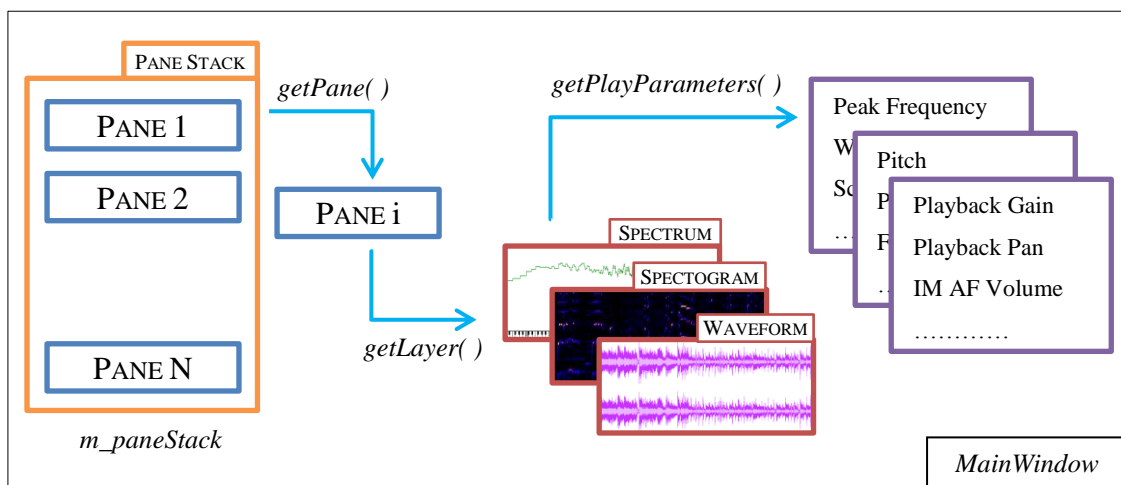 PANE STACK
PANE 1
PANE 2
PANE N
m_paneStack
getPane( )
PANE i
getLayer( )
SPECTRUM
SPECTOGRAM
WAVEFORM
getPlayParameters( )
Peak Frequency
Pitch
Playback Gain
Playback Pan
IM AF Volume
…………
MainWindow